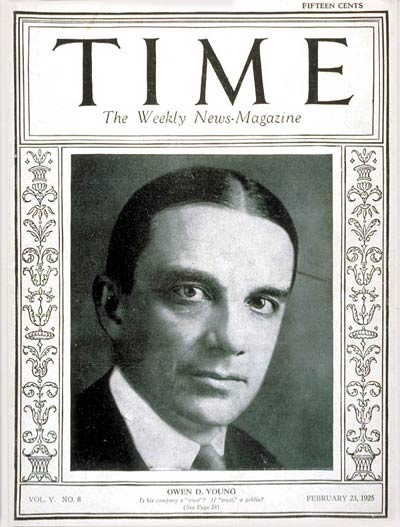 FIFTEEN CENTS
TIME
The Weekly News-Magazine
OWEN D. YOUNG
VOL. V. NO. 8
Is his company a "trust"? If "trust," a goblin?
FEBRUARY 23, 1925
(See Page 24)